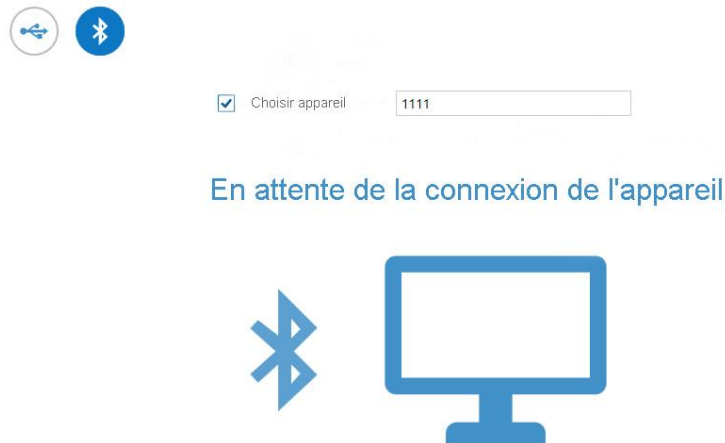 Choisir appareil 1111
En attente de la connexion de l'appareil